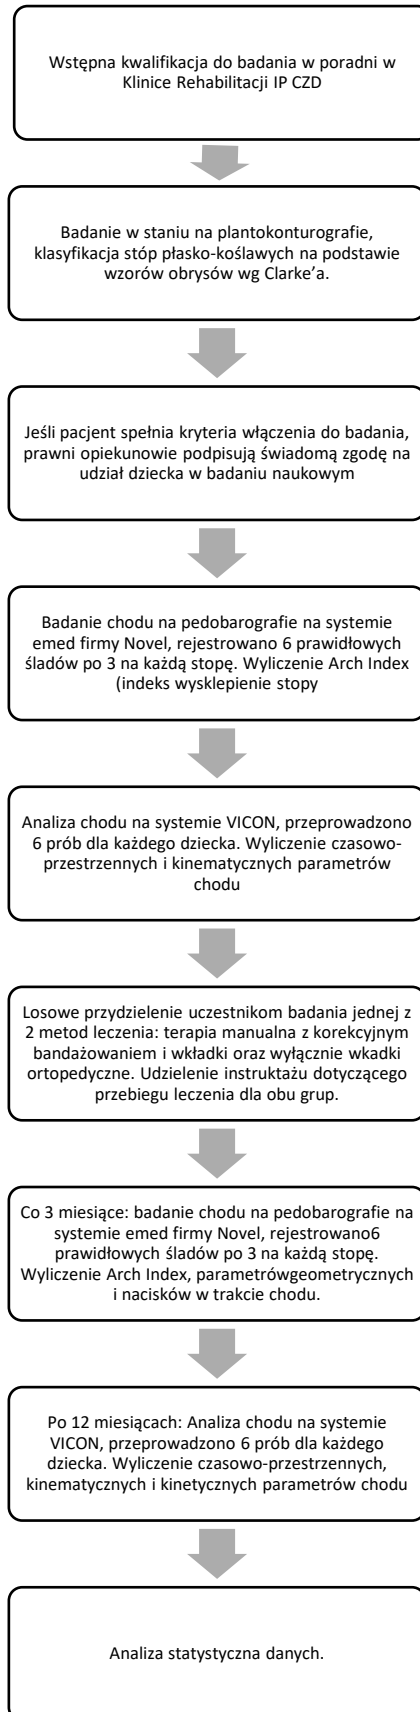 Wstępna kwalifikacja do badania w poradni w
Klinice Rehabilitacji IP CZD
Badanie w staniu na plantokonturografie,
klasyfikacja stóp płasko-koślawych na podstawie
wzorów obrysów wg Clarke’a.
Jeśli pacjent spełnia kryteria włączenia do badania,
prawni opiekunowie podpisują świadomą zgodę na
udział dziecka w badaniu naukowym
Badanie chodu na pedobarografie na systemie
emed firmy Novel, rejestrowano 6 prawidłowych
śladów po 3 na każdą stopę. Wyliczenie Arch Index
(indeks wysklepienie stopy
Analiza chodu na systemie VICON, przeprowadzono
6 prób dla każdego dziecka. Wyliczenie czasowo-
przestrzennych i kinematycznych parametrów
chodu
Losowe przydzielenie uczestnikom badania jednej z
2 metod leczenia: terapia manualna z korekcyjnym
bandażowaniem i wkładki oraz wyłącznie wkadki
ortopedyczne. Udzielenie instruktażu dotyczącego
przebiegu leczenia dla obu grup.
Co 3 miesiące: badanie chodu na pedobarografie na
systemie emed firmy Novel, rejestrowano6
prawidłowych śladów po 3 na każdą stopę.
Wyliczenie Arch Index, parametrówgeometrycznych
i nacisków w trakcie chodu.
Po 12 miesiącach: Analiza chodu na systemie
VICON, przeprowadzono 6 prób dla każdego
dziecka. Wyliczenie czasowo-przestrzennych,
kinematycznych i kinetycznych parametrów chodu
Analiza statystyczna danych.